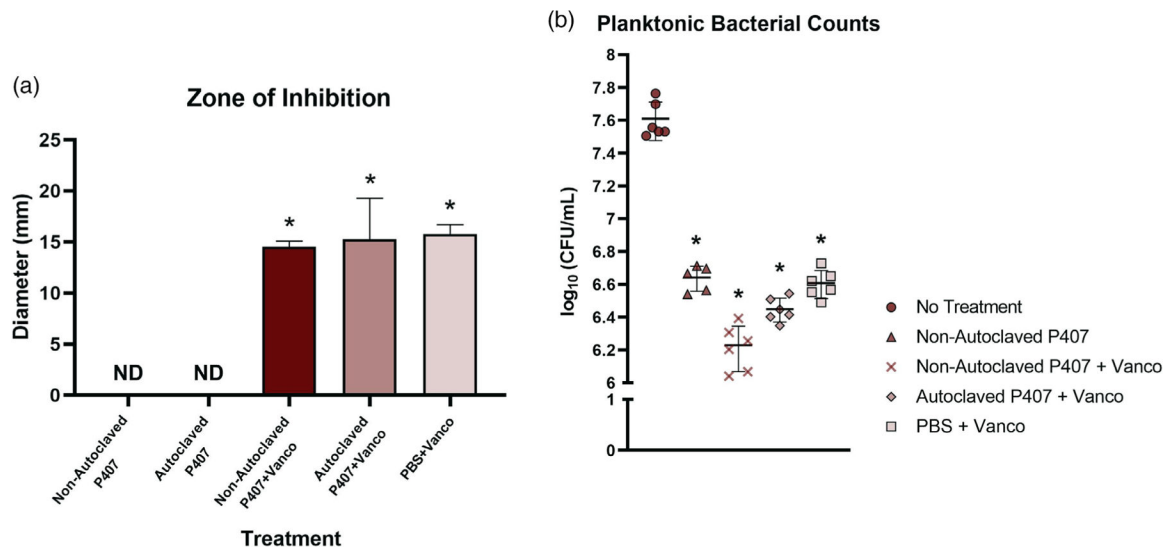 (a)
Zone of Inhibition
Diameter (mm)
25
20
15
10
5
0
ND
ND
*
*
*
Non-Autoclaved
P407
Autoclaved
P407
Non-Autoclaved
P407+Vanco
Autoclaved
P407+Vanco
PBS+Vanco
Treatment
(b)
Planktonic Bacterial Counts
log10 (CFU/mL)
8
7.8
7.6
7.4
7.2
7
6.8
6.6
6.4
6.2
6
1
0
*
*
*
*
No Treatment
Non-Autoclaved P407
Non-Autoclaved P407 + Vanco
Autoclaved P407 + Vanco
PBS + Vanco